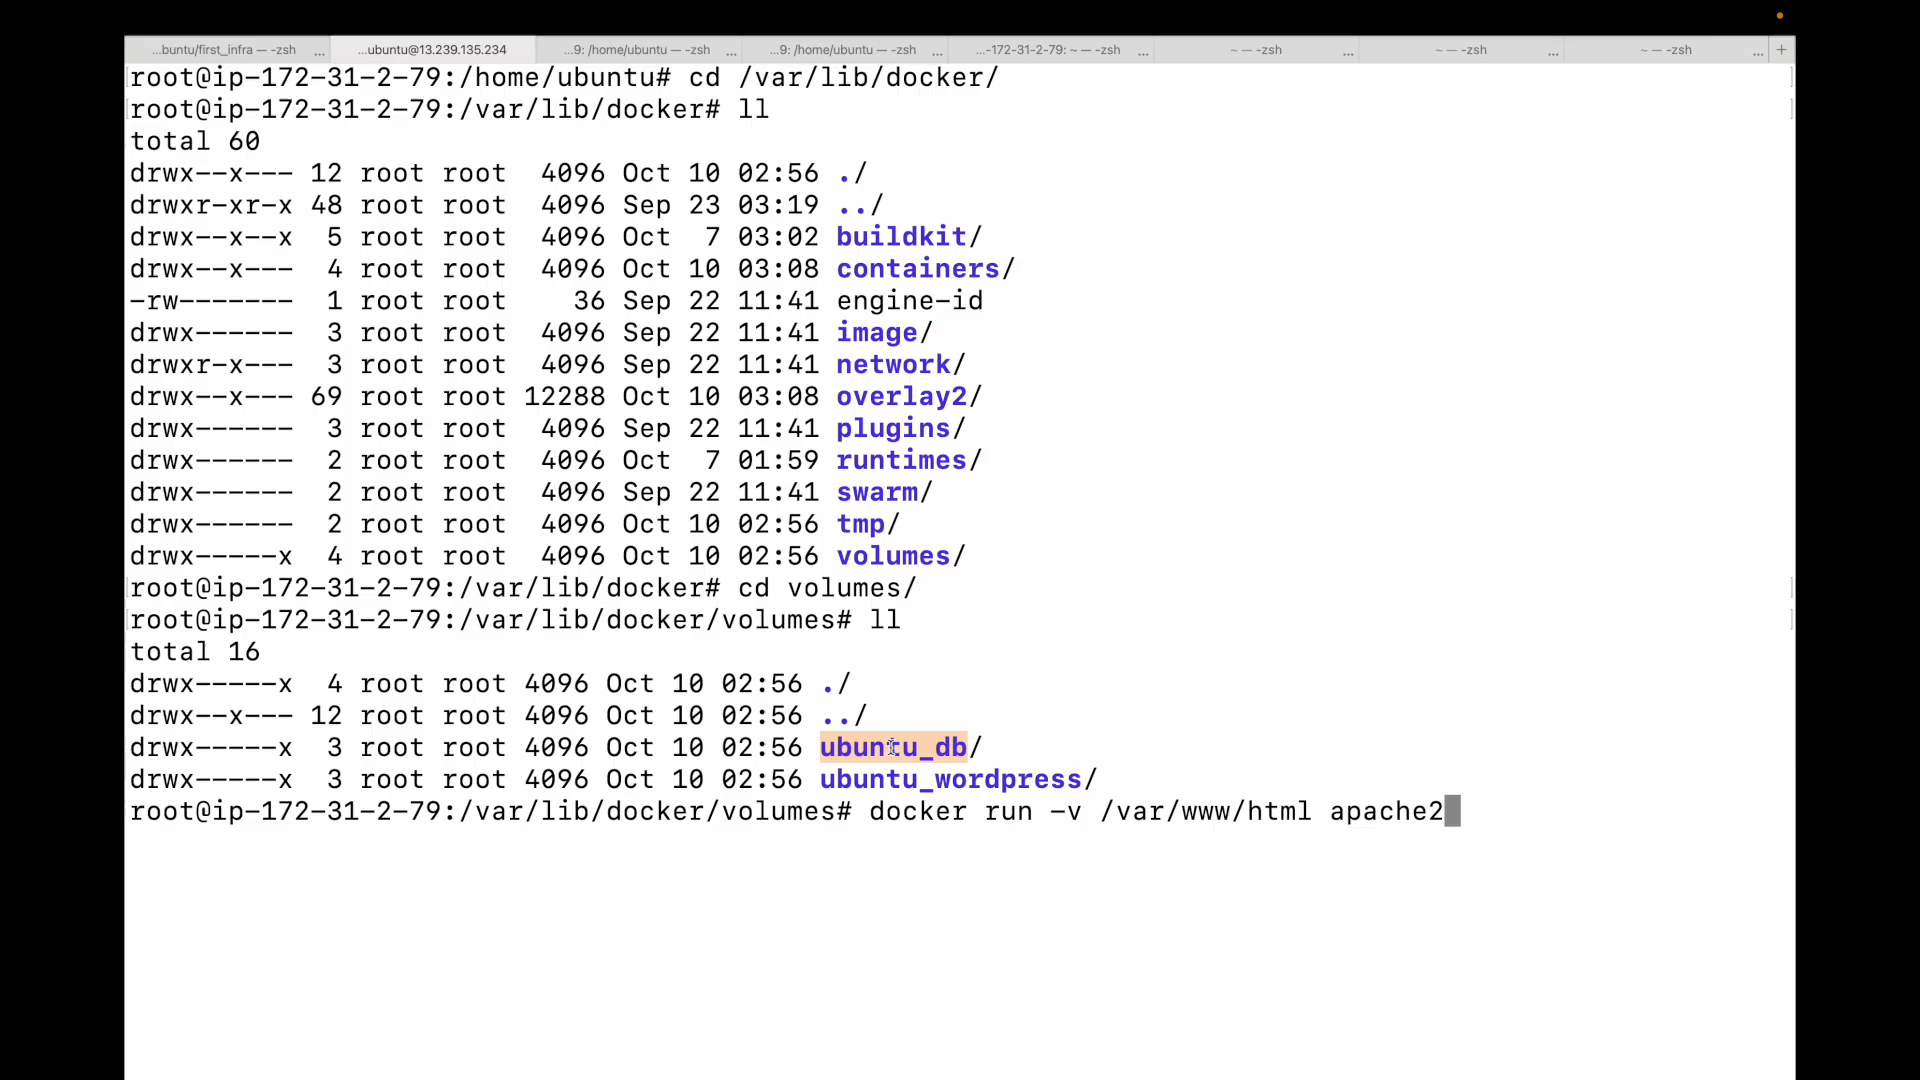 ...buntu/first_infra — -zsh ... ...ubuntu@13.239.135.234 ...9: /home/ubuntu — -zsh ... ...9: /home/ubuntu — -zsh ... ...-172-31-2-79: ~ — -zsh ... ~ — -zsh ... ~ — -zsh ... ~ — -zsh ... +
root@ip-172-31-2-79:/home/ubuntu# cd /var/lib/docker/
root@ip-172-31-2-79:/var/lib/docker# ll
total 60
drwx--x--- 12 root root  4096 Oct 10 02:56 ./
drwxr-xr-x 48 root root  4096 Sep 23 03:19 ../
drwx--x--x  5 root root  4096 Oct  7 03:02 buildkit/
drwx--x---  4 root root  4096 Oct 10 03:08 containers/
-rw-------  1 root root    36 Sep 22 11:41 engine-id
drwx------  3 root root  4096 Sep 22 11:41 image/
drwxr-x---  3 root root  4096 Sep 22 11:41 network/
drwx--x--- 69 root root 12288 Oct 10 03:08 overlay2/
drwx------  3 root root  4096 Sep 22 11:41 plugins/
drwx------  2 root root  4096 Oct  7 01:59 runtimes/
drwx------  2 root root  4096 Sep 22 11:41 swarm/
drwx------  2 root root  4096 Oct 10 02:56 tmp/
drwx-----x  4 root root  4096 Oct 10 02:56 volumes/
root@ip-172-31-2-79:/var/lib/docker# cd volumes/
root@ip-172-31-2-79:/var/lib/docker/volumes# ll
total 16
drwx-----x  4 root root 4096 Oct 10 02:56 ./
drwx--x--- 12 root root 4096 Oct 10 02:56 ../
drwx-----x  3 root root 4096 Oct 10 02:56 ubuntu_db/
drwx-----x  3 root root 4096 Oct 10 02:56 ubuntu_wordpress/
root@ip-172-31-2-79:/var/lib/docker/volumes# docker run -v /var/www/html apache2